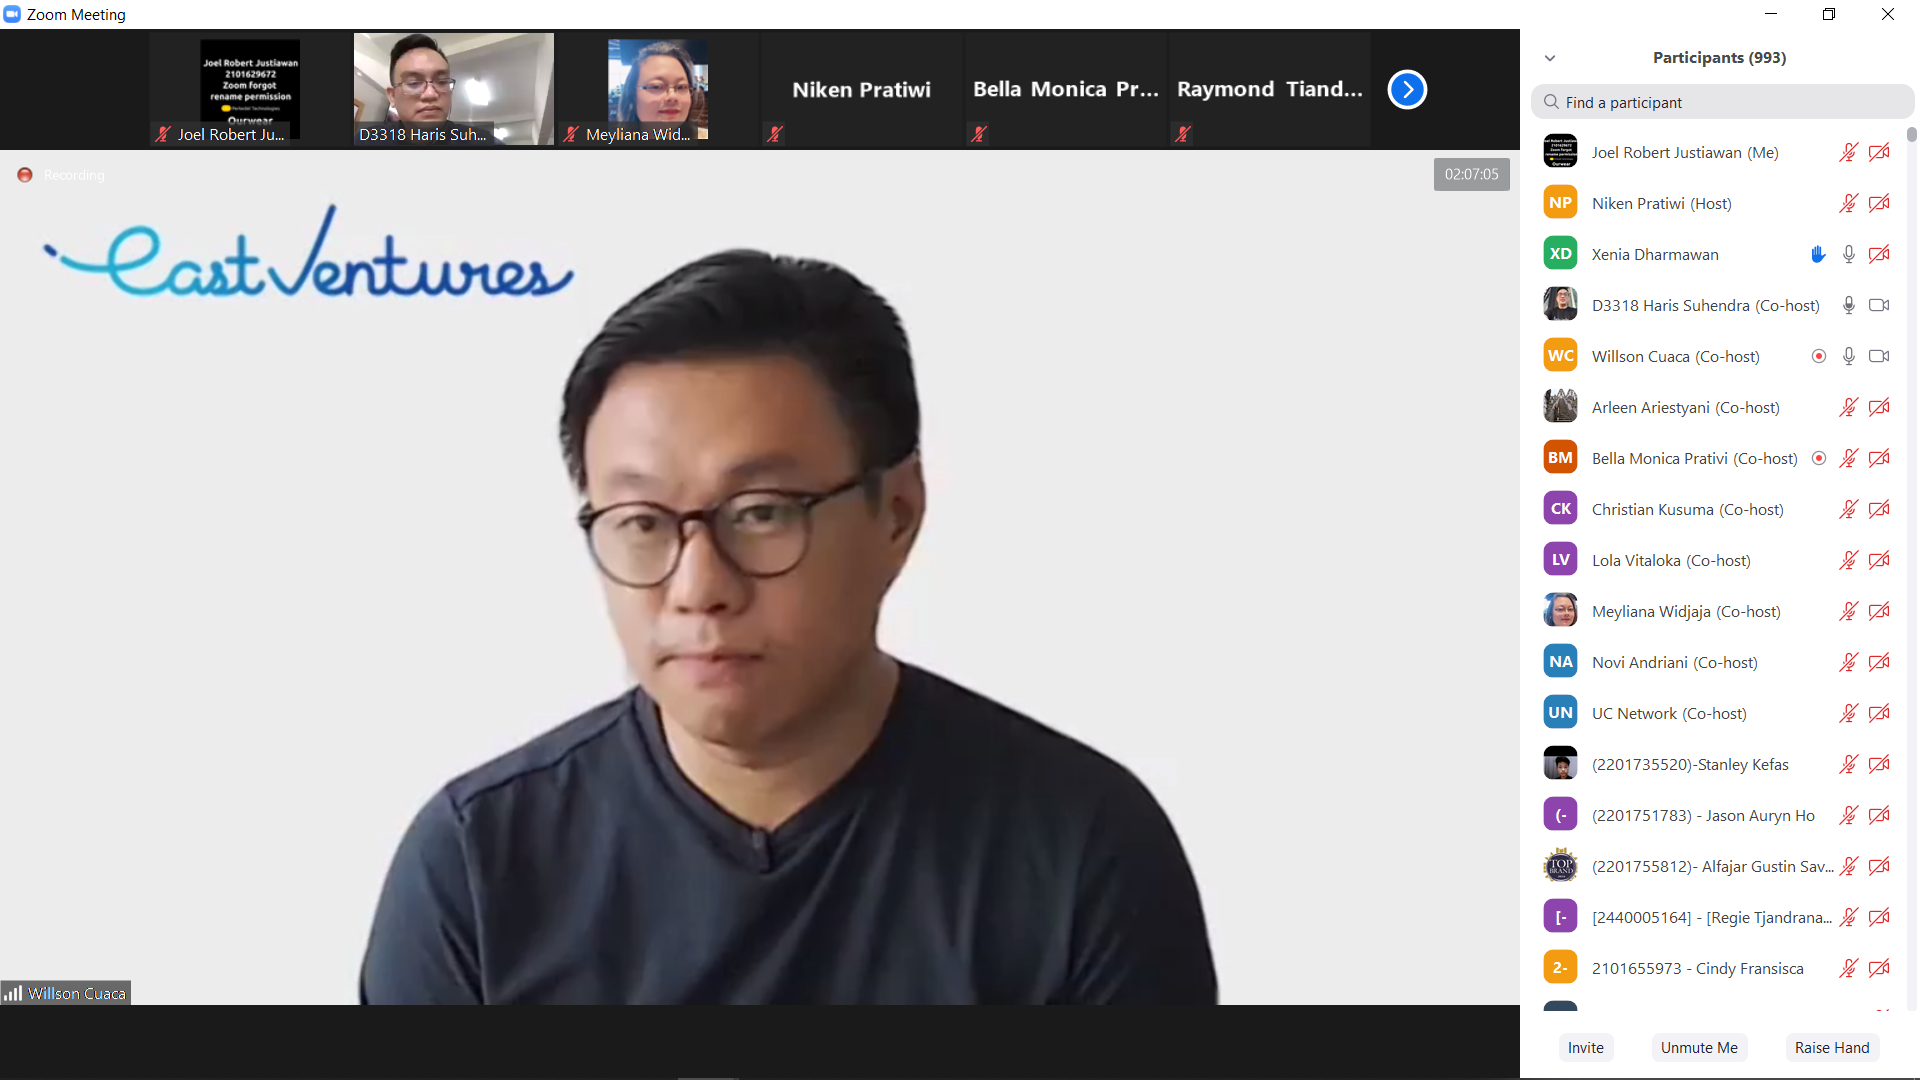 Zoom Meeting
Joel Robert Justiawan
2101629672
Zoom forgot
rename permission
Ourwear
Joel Robert Ju...
D3318 Haris Suh...
Meyliana Wid...
Niken Pratiwi
Bella Monica Pr...
Raymond Tiand...
Recording
02:07:05
East Ventures
Willson Cuaca
Participants (993)
Find a participant
Joel Robert Justiawan (Me)
NP Niken Pratiwi (Host)
XD Xenia Dharmawan
D3318 Haris Suhendra (Co-host)
WC Willson Cuaca (Co-host)
Arleen Ariestyani (Co-host)
BM Bella Monica Prativi (Co-host)
CK Christian Kusuma (Co-host)
LV Lola Vitaloka (Co-host)
Meyliana Widjaja (Co-host)
NA Novi Andriani (Co-host)
UN UC Network (Co-host)
(2201735520)-Stanley Kefas
(- (2201751783) - Jason Auryn Ho
TOP BRAND (2201755812)- Alfajar Gustin Sav...
[- [2440005164] - [Regie Tjandrana...
2- 2101655973 - Cindy Fransisca
Invite Unmute Me Raise Hand